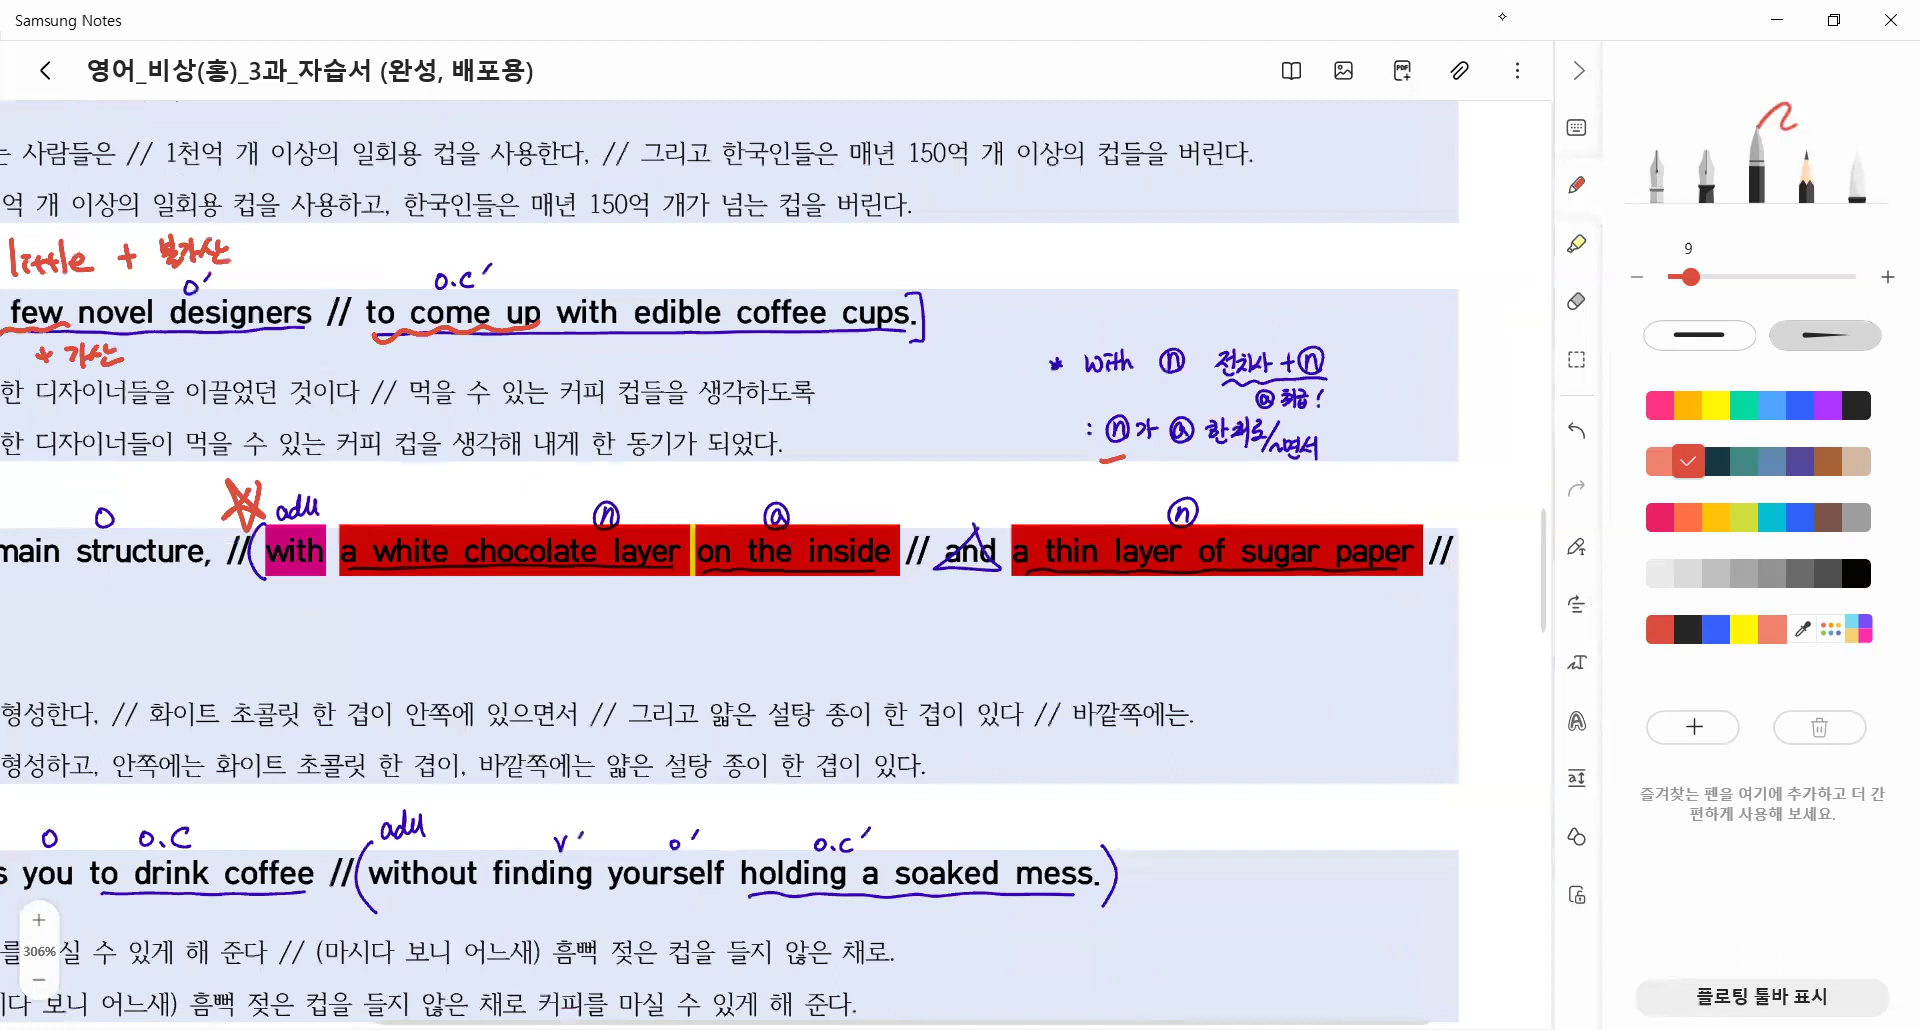 Samsung Notes
영어_비상(홍)_3과_자습서 (완성, 배포용)
는 사람들은 // 1천억 개 이상의 일회용 컵을 사용한다, // 그리고 한국인들은 매년 150억 개 이상의 컵들을 버린다.
억 개 이상의 일회용 컵을 사용하고, 한국인들은 매년 150억 개가 넘는 컵을 버린다.
little + 불가산
o′ o.c′
few novel designers // to come up with edible coffee cups.]
+ 가산
* with ⓝ 전치사 + ⓝ
ⓐ 취급!
: ⓝ가 ⓐ 한채로/~면서
한 디자이너들을 이끌었던 것이다 // 먹을 수 있는 커피 컵들을 생각하도록
한 디자이너들이 먹을 수 있는 커피 컵을 생각해 내게 한 동기가 되었다.
O adv ⓝ ⓐ ⓝ
main structure, // (with a white chocolate layer on the inside // and a thin layer of sugar paper //
형성한다, // 화이트 초콜릿 한 겹이 안쪽에 있으면서 // 그리고 얇은 설탕 종이 한 겹이 있다 // 바깥쪽에는.
형성하고, 안쪽에는 화이트 초콜릿 한 겹이, 바깥쪽에는 얇은 설탕 종이 한 겹이 있다.
O O.C adv v′ o′ o.c′
s you to drink coffee // (without finding yourself holding a soaked mess.)
를 실 수 있게 해 준다 // (마시다 보니 어느새) 흠뻑 젖은 컵을 들지 않은 채로.
시다 보니 어느새) 흠뻑 젖은 컵을 들지 않은 채로 커피를 마실 수 있게 해 준다.
306%
9
즐겨찾는 펜을 여기에 추가하고 더 간
편하게 사용해 보세요.
플로팅 툴바 표시